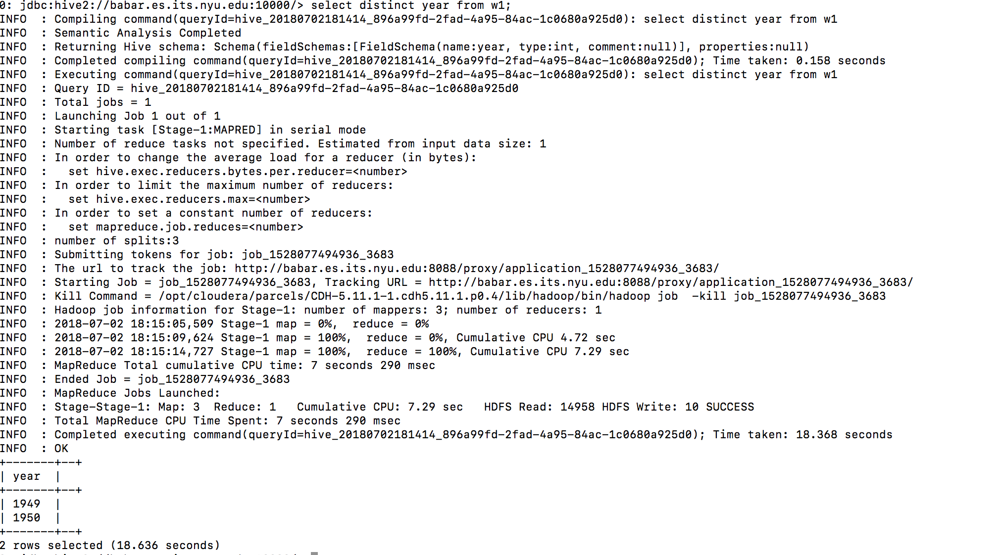 0: jdbc:hive2://babar.es.its.nyu.edu:10000/> select distinct year from w1;
INFO  : Compiling command(queryId=hive_20180702181414_896a99fd-2fad-4a95-84ac-1c0680a925d0): select distinct year from w1
INFO  : Semantic Analysis Completed
INFO  : Returning Hive schema: Schema(fieldSchemas:[FieldSchema(name:year, type:int, comment:null)], properties:null)
INFO  : Completed compiling command(queryId=hive_20180702181414_896a99fd-2fad-4a95-84ac-1c0680a925d0); Time taken: 0.158 seconds
INFO  : Executing command(queryId=hive_20180702181414_896a99fd-2fad-4a95-84ac-1c0680a925d0): select distinct year from w1
INFO  : Query ID = hive_20180702181414_896a99fd-2fad-4a95-84ac-1c0680a925d0
INFO  : Total jobs = 1
INFO  : Launching Job 1 out of 1
INFO  : Starting task [Stage-1:MAPRED] in serial mode
INFO  : Number of reduce tasks not specified. Estimated from input data size: 1
INFO  : In order to change the average load for a reducer (in bytes):
INFO  :   set hive.exec.reducers.bytes.per.reducer=<number>
INFO  : In order to limit the maximum number of reducers:
INFO  :   set hive.exec.reducers.max=<number>
INFO  : In order to set a constant number of reducers:
INFO  :   set mapreduce.job.reduces=<number>
INFO  : number of splits:3
INFO  : Submitting tokens for job: job_1528077494936_3683
INFO  : The url to track the job: http://babar.es.its.nyu.edu:8088/proxy/application_1528077494936_3683/
INFO  : Starting Job = job_1528077494936_3683, Tracking URL = http://babar.es.its.nyu.edu:8088/proxy/application_1528077494936_3683/
INFO  : Kill Command = /opt/cloudera/parcels/CDH-5.11.1-1.cdh5.11.1.p0.4/lib/hadoop/bin/hadoop job  -kill job_1528077494936_3683
INFO  : Hadoop job information for Stage-1: number of mappers: 3; number of reducers: 1
INFO  : 2018-07-02 18:15:05,509 Stage-1 map = 0%,  reduce = 0%
INFO  : 2018-07-02 18:15:09,624 Stage-1 map = 100%,  reduce = 0%, Cumulative CPU 4.72 sec
INFO  : 2018-07-02 18:15:14,727 Stage-1 map = 100%,  reduce = 100%, Cumulative CPU 7.29 sec
INFO  : MapReduce Total cumulative CPU time: 7 seconds 290 msec
INFO  : Ended Job = job_1528077494936_3683
INFO  : MapReduce Jobs Launched:
INFO  : Stage-Stage-1: Map: 3  Reduce: 1   Cumulative CPU: 7.29 sec   HDFS Read: 14958 HDFS Write: 10 SUCCESS
INFO  : Total MapReduce CPU Time Spent: 7 seconds 290 msec
INFO  : Completed executing command(queryId=hive_20180702181414_896a99fd-2fad-4a95-84ac-1c0680a925d0); Time taken: 18.368 seconds
INFO  : OK
+-------+--+
| year  |
+-------+--+
| 1949  |
| 1950  |
+-------+--+
2 rows selected (18.636 seconds)